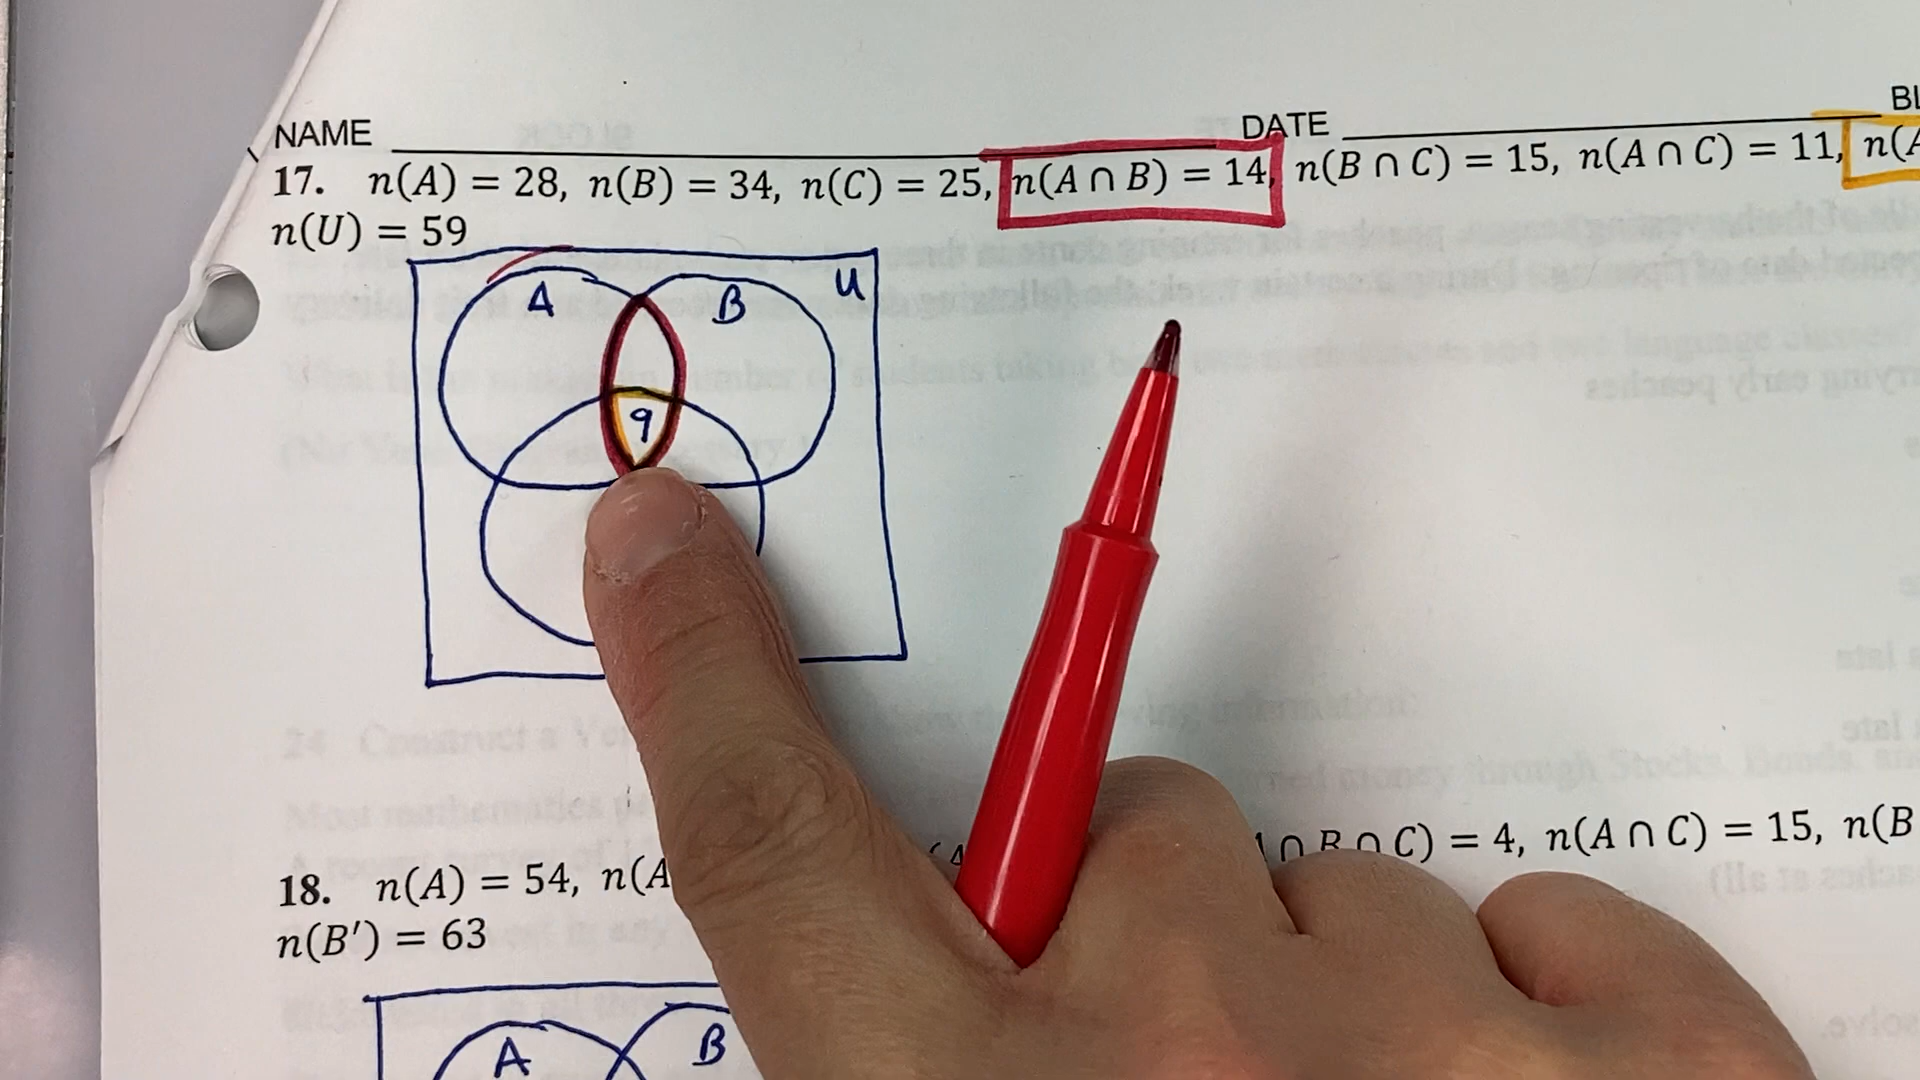 NAME DATE BL
17. n(A) = 28, n(B) = 34, n(C) = 25, n(A ∩ B) = 14, n(B ∩ C) = 15, n(A ∩ C) = 11, n(A
n(U) = 59
A B U
9
18. n(A) = 54, n(A ∩ B ∩ C) = 4, n(A ∩ C) = 15, n(B
n(B′) = 63
A B